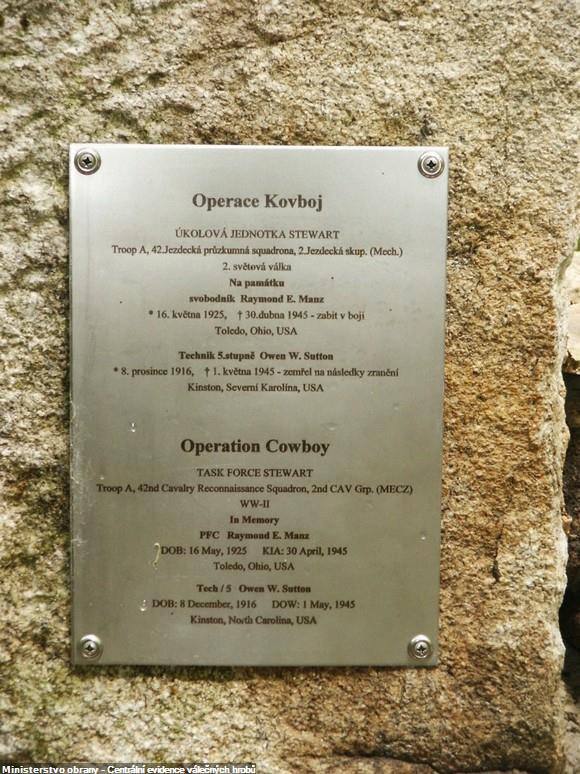 Operace Kovboj
ÚKOLOVÁ JEDNOTKA STEWART
Troop A, 42.Jezdecká průzkumná squadrona, 2.Jezdecká skup. (Mech.)
2. světová válka
Na památku
svobodník Raymond E. Manz
* 16. května 1925, † 30.dubna 1945 - zabit v boji
Toledo, Ohio, USA
Technik 5.stupně Owen W. Sutton
* 8. prosince 1916, † 1. května 1945 - zemřel na následky zranění
Kinston, Severní Karolína, USA
Operation Cowboy
TASK FORCE STEWART
Troop A, 42nd Cavalry Reconnaissance Squadron, 2nd CAV Grp. (MECZ)
WW-II
In Memory
PFC Raymond E. Manz
DOB: 16 May, 1925 KIA: 30 April, 1945
Toledo, Ohio, USA
Tech / 5 Owen W. Sutton
DOB: 8 December, 1916 DOW: 1 May, 1945
Kinston, North Carolina, USA
Ministerstvo obrany - Centrální evidence válečných hrobů